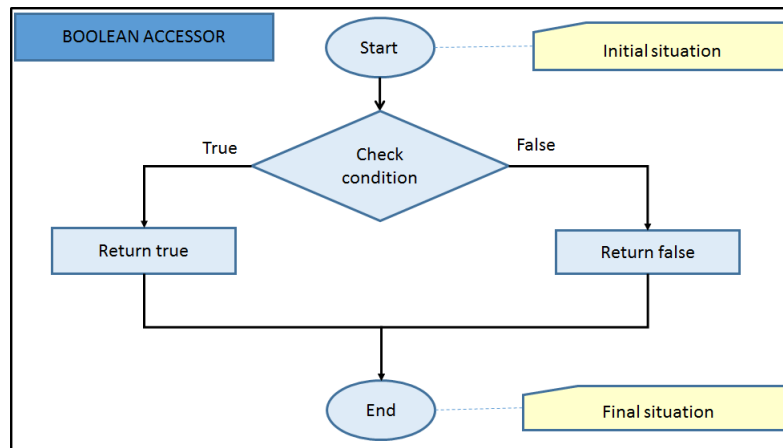 BOOLEAN ACCESSOR
Start
Initial situation
True
Check
condition
False
Return true
Return false
End
Final situation